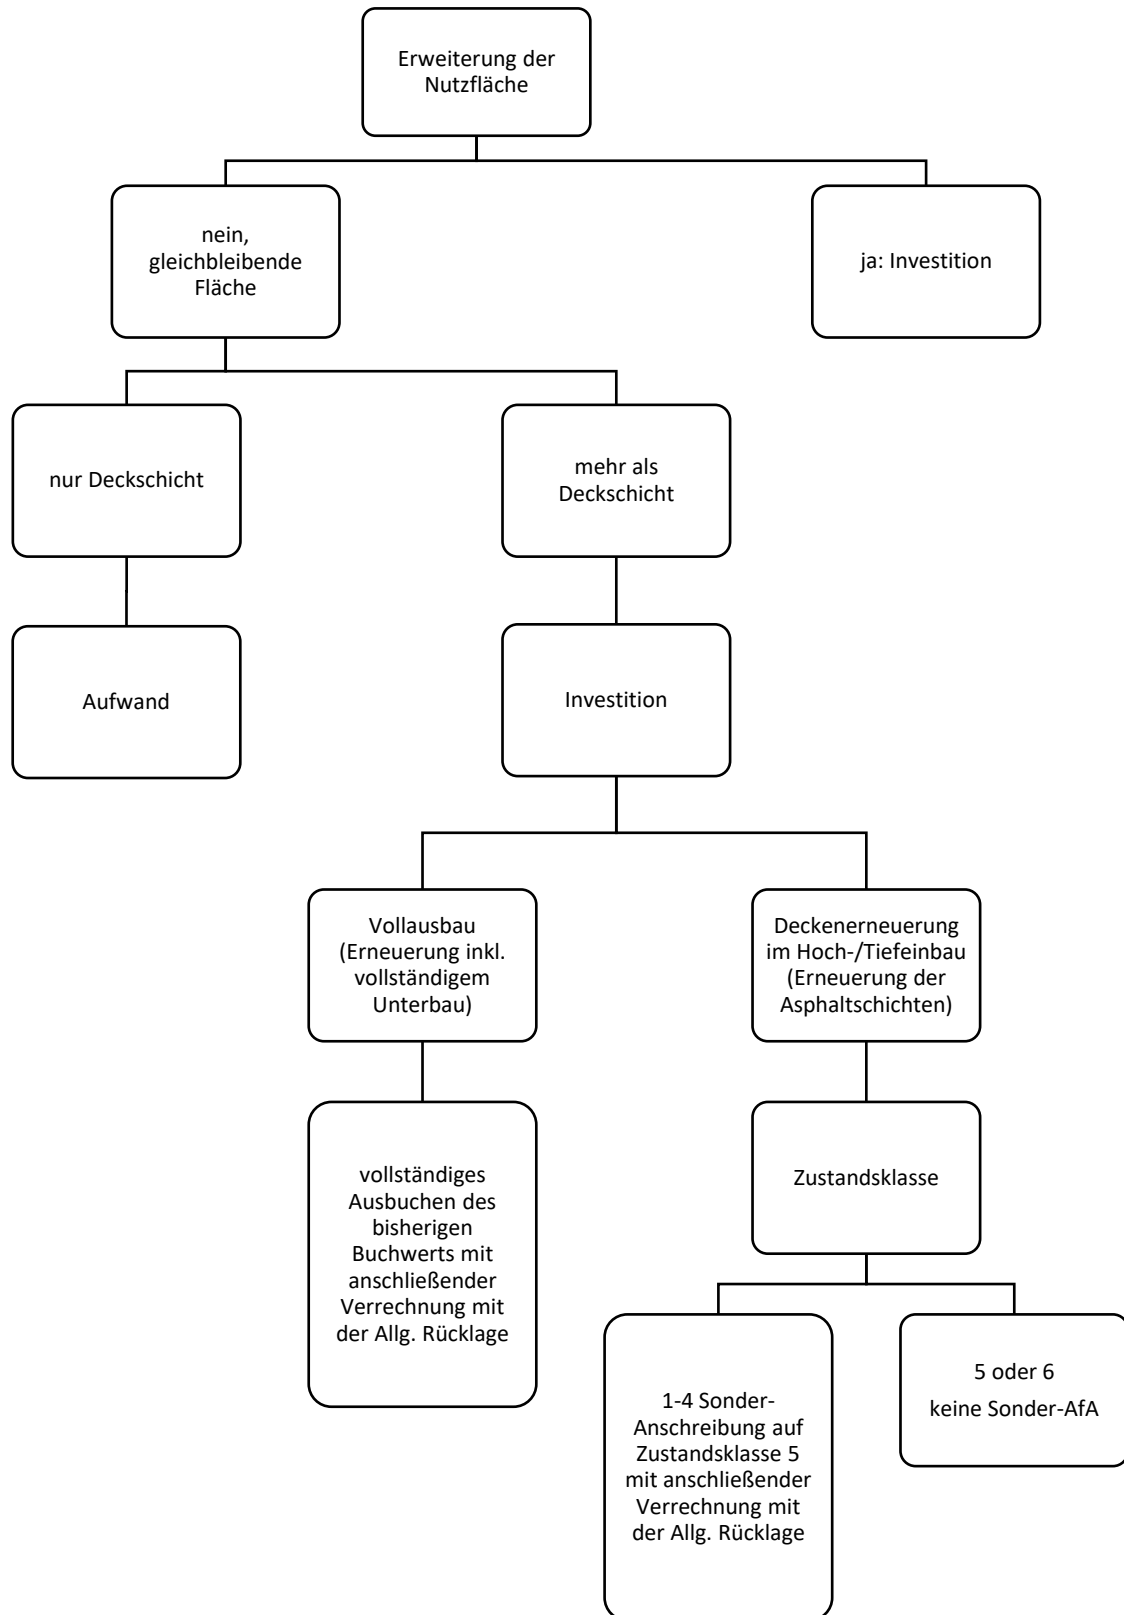 Erweiterung der
Nutzfläche
nein,
gleichbleibende
Fläche
ja: Investition
nur Deckschicht
mehr als
Deckschicht
Aufwand
Investition
Vollausbau
(Erneuerung inkl.
vollständigem
Unterbau)
Deckenerneuerung
im Hoch-/Tiefeinbau
(Erneuerung der
Asphaltschichten)
vollständiges
Ausbuchen des
bisherigen
Buchwerts mit
anschließender
Verrechnung mit
der Allg. Rücklage
Zustandsklasse
1-4 Sonder-
Anschreibung auf
Zustandsklasse 5
mit anschließender
Verrechnung mit
der Allg. Rücklage
5 oder 6
keine Sonder-AfA